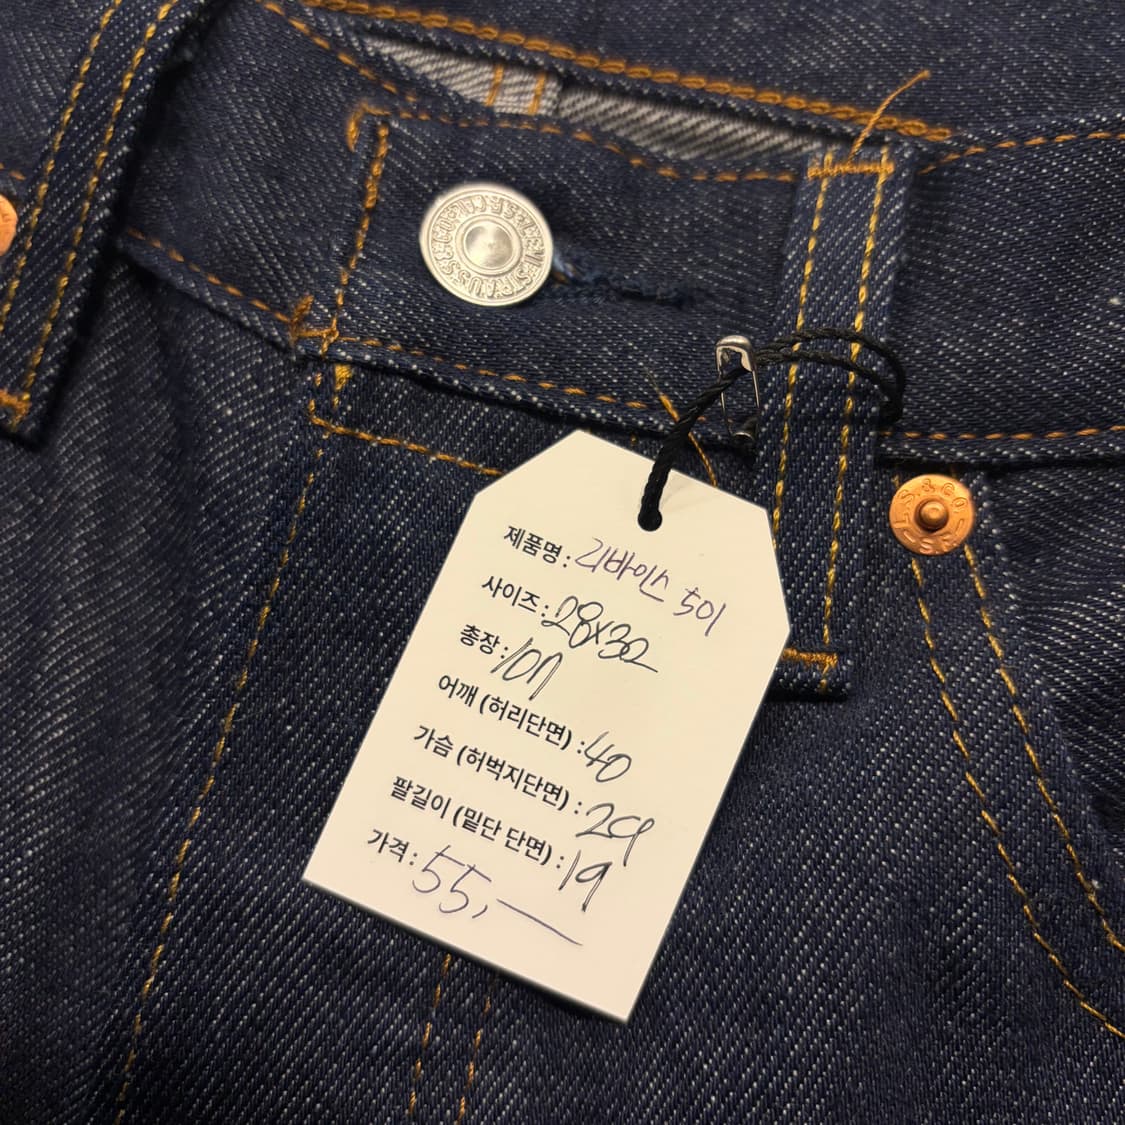 제품명 : 리바이스 501
사이즈 : 28x32
총장 : 107
어깨 (허리단면) : 40
가슴 (허벅지단면) : 29
팔길이 (밑단 단면) : 19
가격 : 55,—
L.S.&CO.